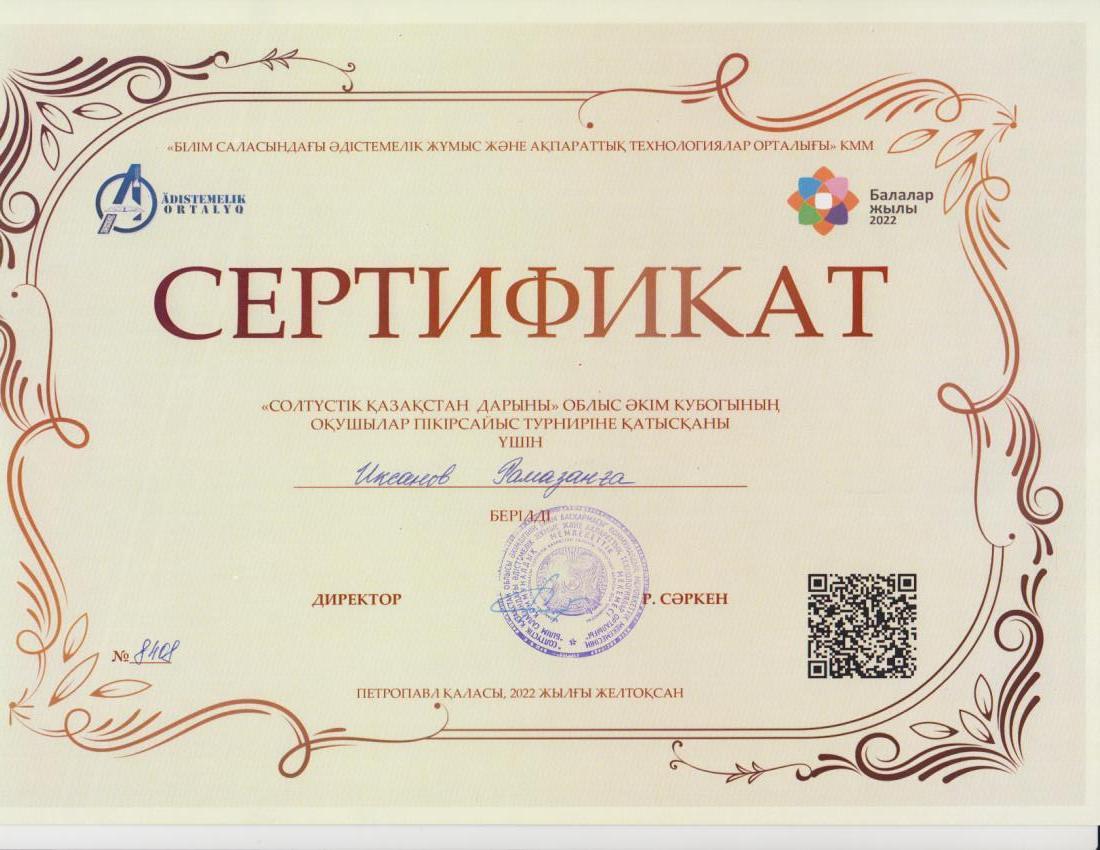 «БІЛІМ САЛАСЫНДАҒЫ ӘДІСТЕМЕЛІК ЖҰМЫС ЖӘНЕ АҚПАРАТТЫҚ ТЕХНОЛОГИЯЛАР ОРТАЛЫҒЫ» КММ
ÄDISTEMELIK
ORTALYQ
Балалар
жылы
2022
СЕРТИФИКАТ
«СОЛТҮСТІК ҚАЗАҚСТАН ДАРЫНЫ» ОБЛЫС ӘКІМ КУБОГЫНЫҢ
ОҚУШЫЛАР ПІКІРСАЙЫС ТУРНИРІНЕ ҚАТЫСҚАНЫ
ҮШІН
Иксанов Рамазанға
БЕРІЛДІ
ДИРЕКТОР Г. СӘРКЕН
№ 8408
ПЕТРОПАВЛ ҚАЛАСЫ, 2022 ЖЫЛҒЫ ЖЕЛТОҚСАН